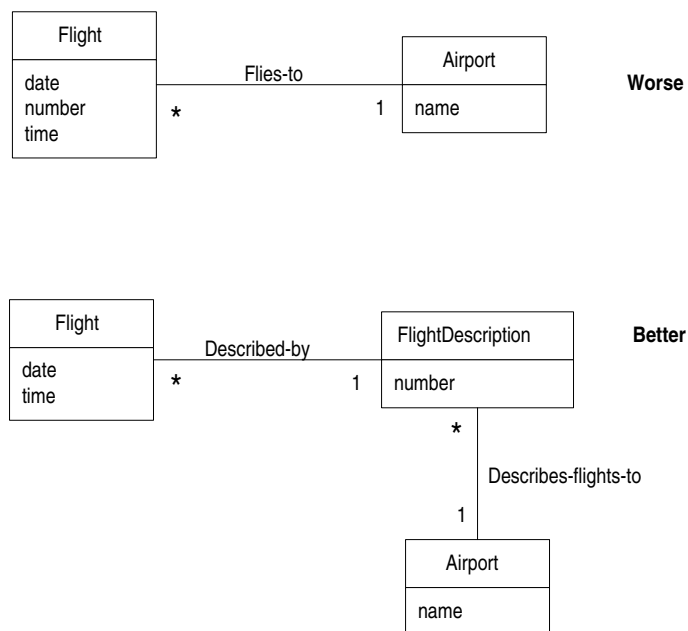 Flight
date
number
time
Flies-to
*
1
Airport
name
Worse
Flight
date
time
Described-by
*
1
FlightDescription
number
Better
*
Describes-flights-to
1
Airport
name